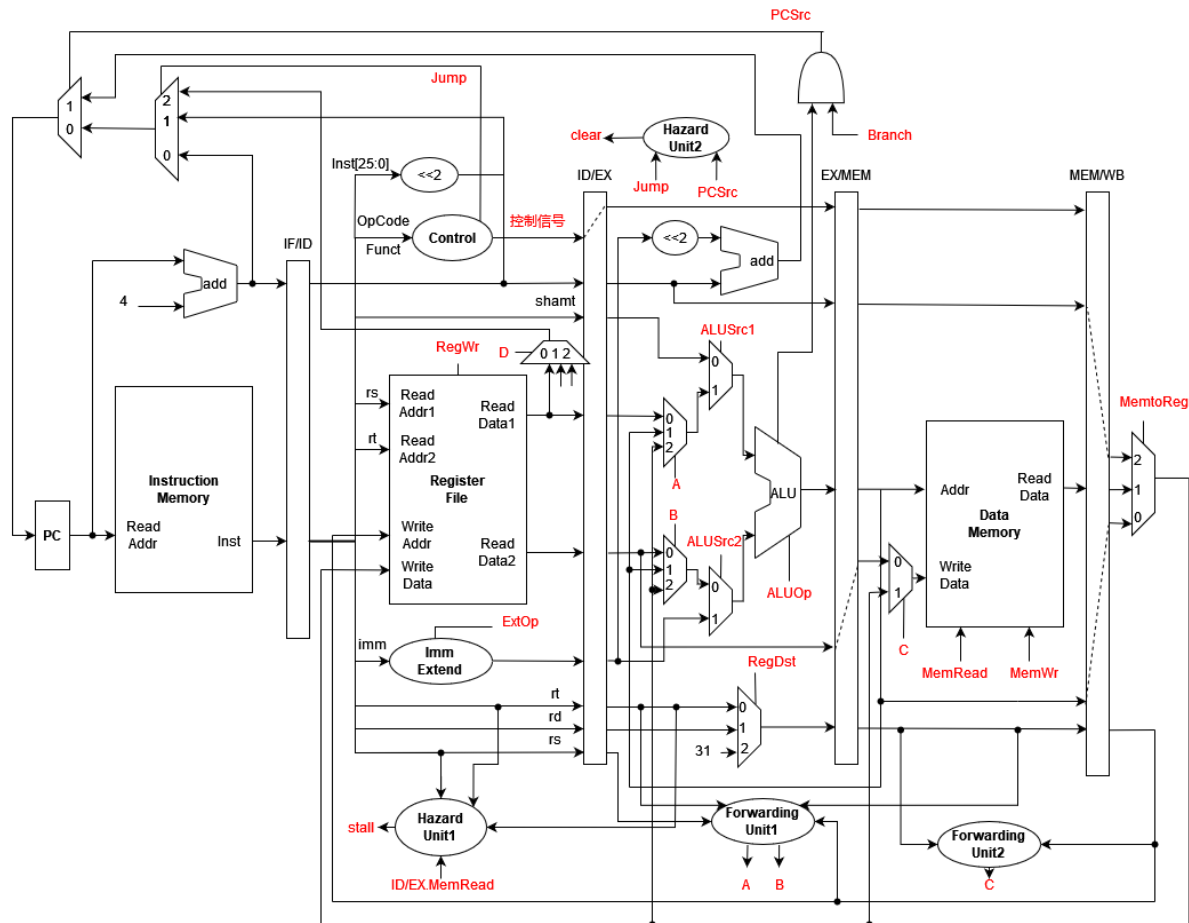 PCSrc
Jump
1
0
2
1
0
Inst[25:0]
<<2
clear
Hazard
Unit2
Jump
PCSrc
Branch
OpCode
Funct
Control
控制信号
ID/EX
EX/MEM
MEM/WB
IF/ID
add
4
<<2
add
shamt
RegWr
D
0 1 2
ALUSrc1
0
1
rs
Read
Addr1
Read
Data1
rt
Read
Addr2
Register
File
0
1
2
A
MemtoReg
Instruction
Memory
Read
Addr
Inst
PC
Write
Addr
Write
Data
Read
Data2
B
0
1
2
ALUSrc2
0
1
ALU
ALUOp
Addr
Read
Data
Data
Memory
Write
Data
0
1
C
MemRead
MemWr
2
1
0
ExtOp
imm
Imm
Extend
RegDst
rt
rd
rs
0
1
2
31
stall
Hazard
Unit1
ID/EX.MemRead
Forwarding
Unit1
A
B
Forwarding
Unit2
C